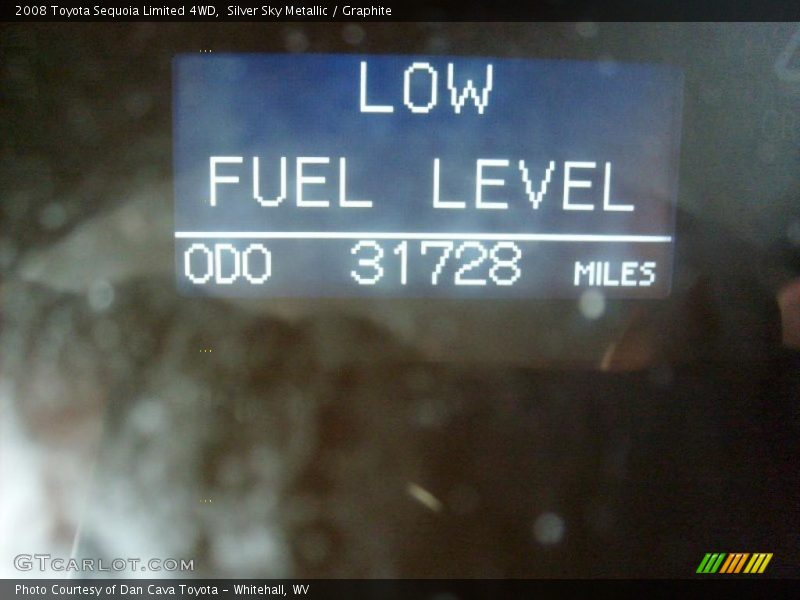 2008 Toyota Sequoia Limited 4WD,  Silver Sky Metallic / Graphite
LOW
FUEL LEVEL
ODO 31728 MILES
GTCARLOT.COM
Photo Courtesy of Dan Cava Toyota - Whitehall, WV